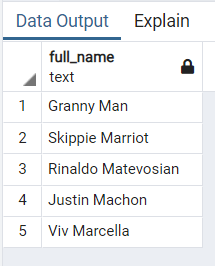 Data Output Explain
full_name
text
1 Granny Man
2 Skippie Marriot
3 Rinaldo Matevosian
4 Justin Machon
5 Viv Marcella